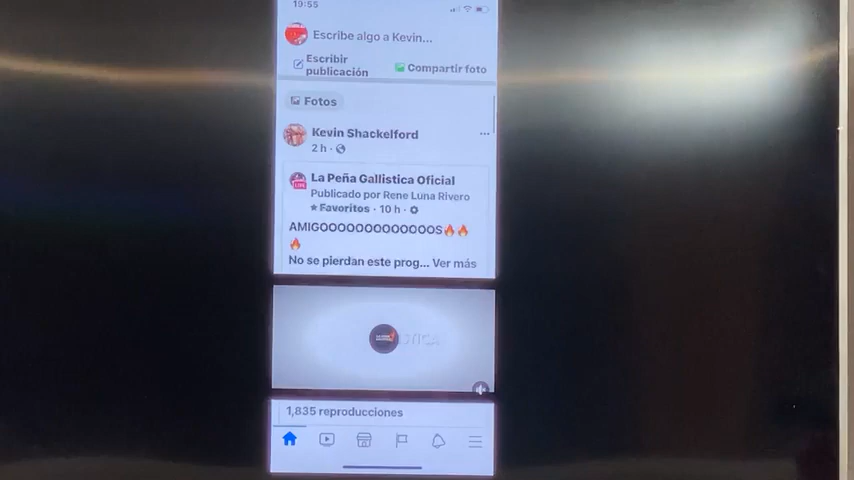 19:55
Escribe algo a Kevin...
Escribir
publicación
Compartir foto
Fotos
Kevin Shackelford
2 h ·
La Peña Gallistica Oficial
Publicado por Rene Luna Rivero
★ Favoritos · 10 h ·
AMIGOOOOOOOOOOOOOS🔥🔥
🔥
No se pierdan este prog... Ver más
1,835 reproducciones